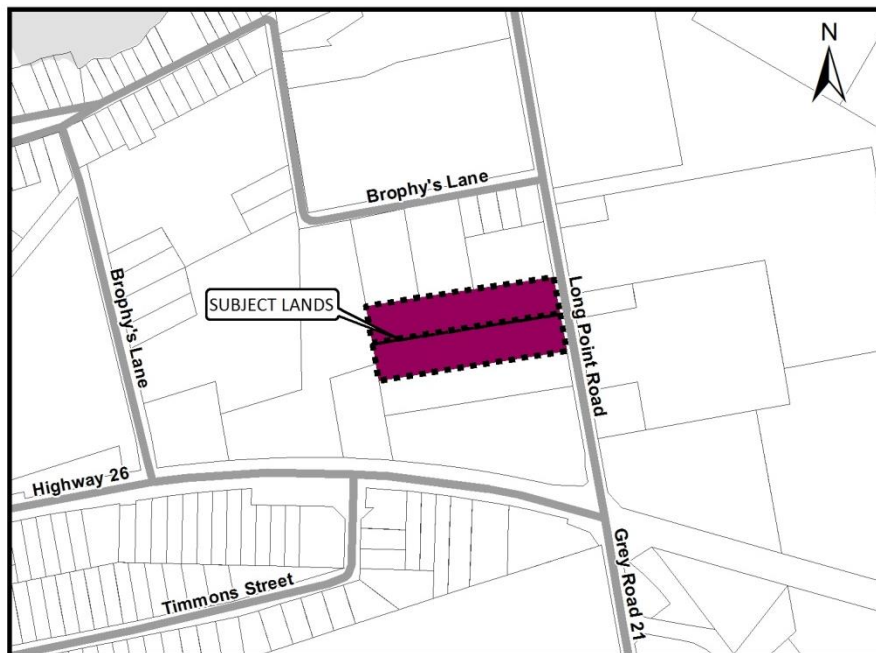 N
Brophy's Lane
SUBJECT LANDS
Brophy's Lane
Long Point Road
Highway 26
Timmons Street
Grey Road 21